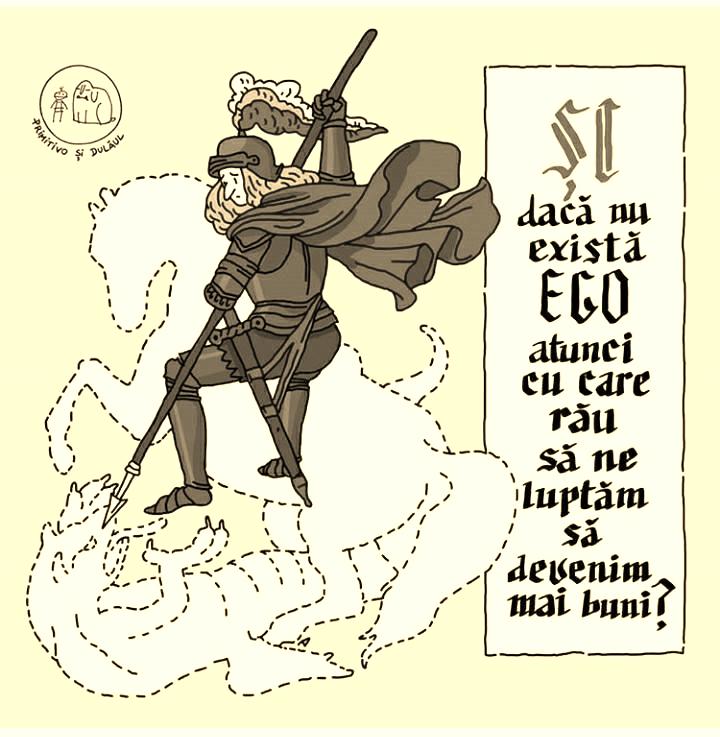 PRIMITIVO ȘI DULĂUL
ȘI
dacă nu
există
EGO
atunci
cu care
rău
să ne
luptăm
să
devenim
mai buni?